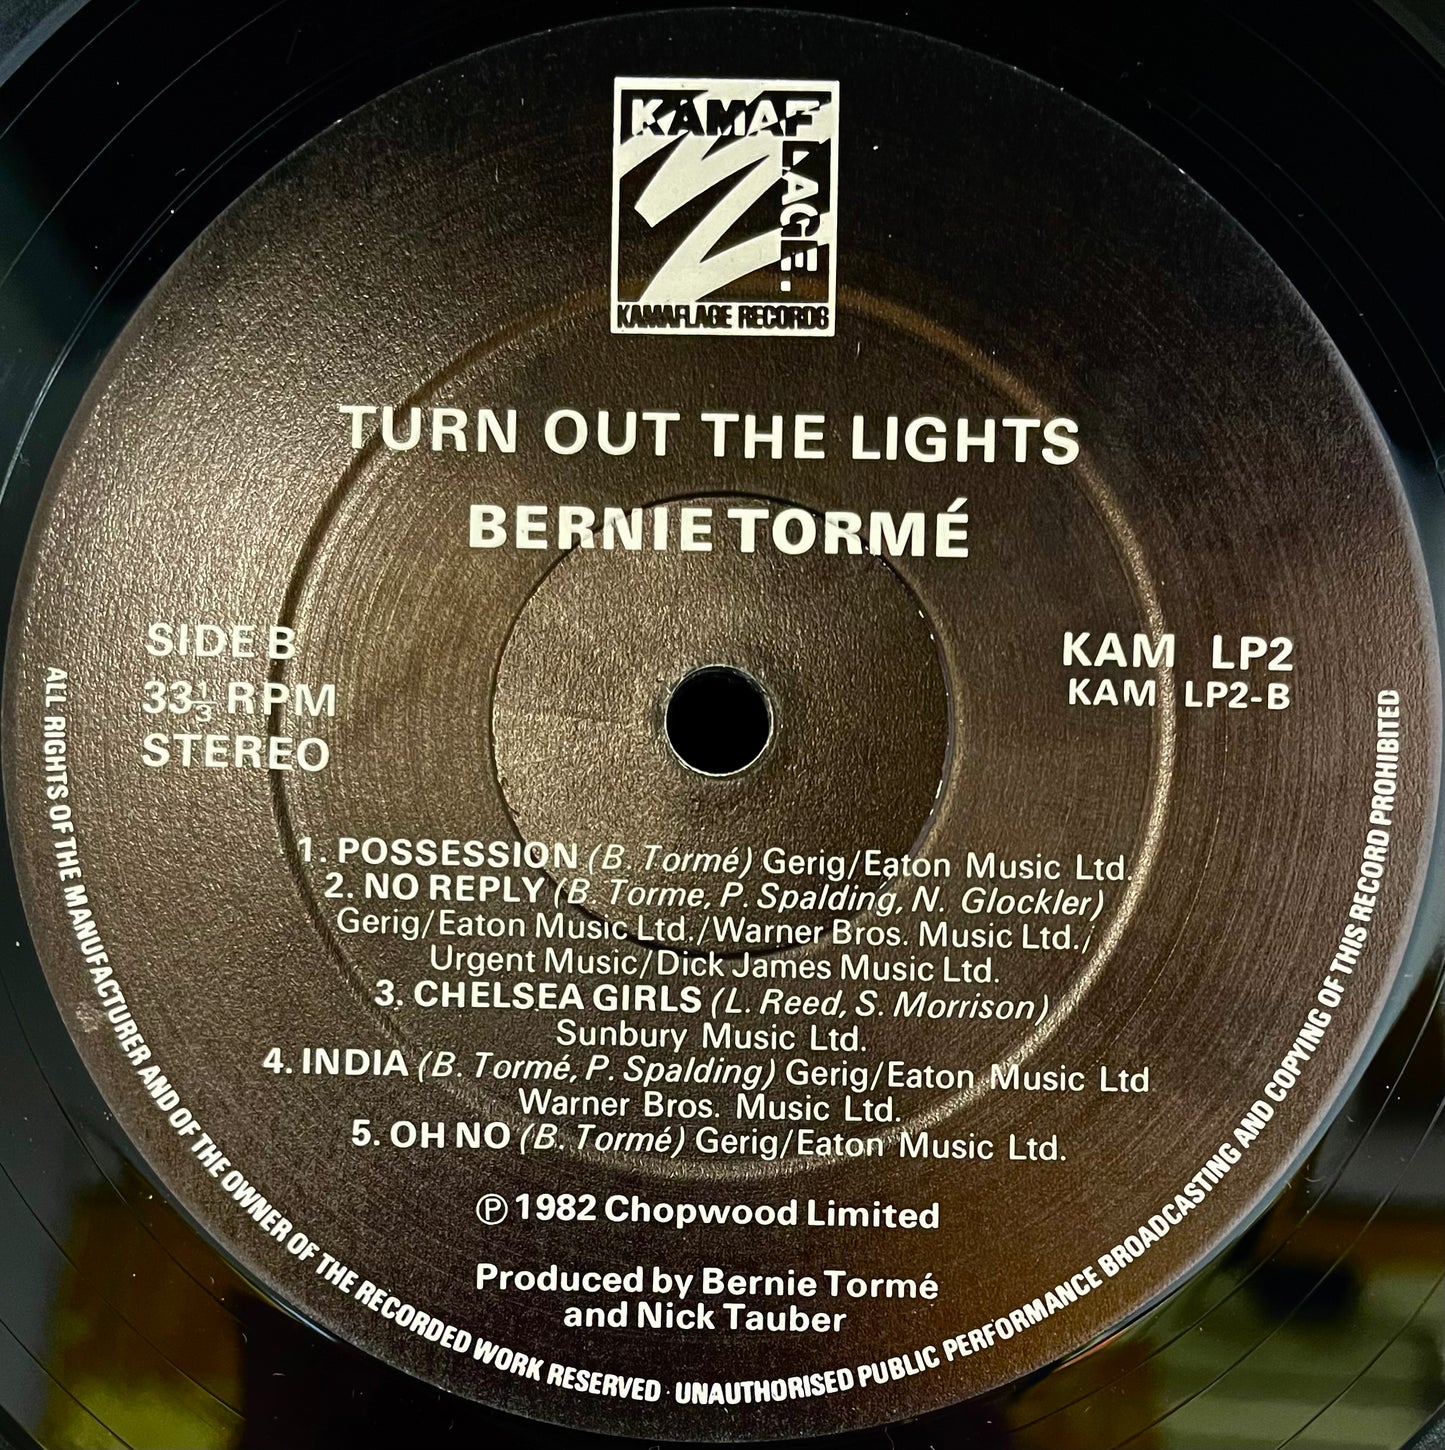 KAMAF
LAGE.
KAMAFLAGE RECORDS
TURN OUT THE LIGHTS
BERNIE TORMÉ
SIDE B
33⅓ RPM
STEREO
KAM LP2
KAM LP2-B
1. POSSESSION (B. Tormé) Gerig/Eaton Music Ltd.
2. NO REPLY (B. Torme, P. Spalding, N. Glockler)
Gerig/Eaton Music Ltd./Warner Bros. Music Ltd./
Urgent Music/Dick James Music Ltd.
3. CHELSEA GIRLS (L. Reed, S. Morrison)
Sunbury Music Ltd.
4. INDIA (B. Tormé, P. Spalding) Gerig/Eaton Music Ltd
Warner Bros. Music Ltd.
5. OH NO (B. Tormé) Gerig/Eaton Music Ltd.
℗ 1982 Chopwood Limited
Produced by Bernie Tormé
and Nick Tauber
ALL RIGHTS OF THE MANUFACTURER AND OF THE OWNER OF THE RECORDED WORK RESERVED · UNAUTHORISED PUBLIC PERFORMANCE BROADCASTING AND COPYING OF THIS RECORD PROHIBITED